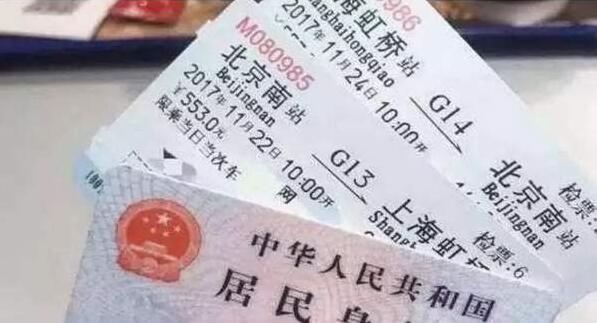 上海虹桥站
Shanghaihongqiao
G14
北京南站
Beijingnan
2017年11月24日10:00开
检票:
M080985
北京南站
Beijingnan
G13
上海虹
2017年11月22日10:00开
检票:6
￥553.0元
网
限乘当日当次车
中华人民共和国
居民身